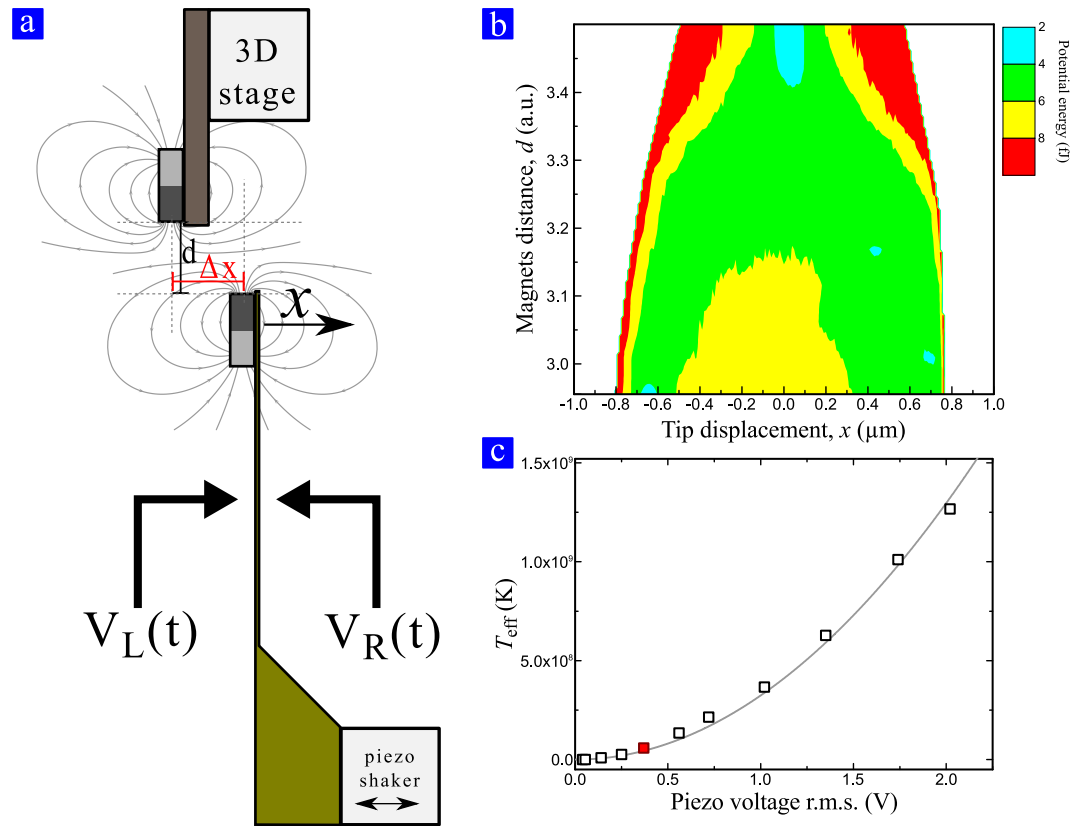 a
3D
stage
d
Δx
x
V_L(t)
V_R(t)
piezo
shaker
b
Magnets distance, d (a.u.)
3.4
3.3
3.2
3.1
3.0
-1.0 -0.8 -0.6 -0.4 -0.2 0.0 0.2 0.4 0.6 0.8 1.0
Tip displacement, x (µm)
2
4
6
8
Potential energy (fJ)
c
T_eff (K)
1.5x10⁹
1.0x10⁹
5.0x10⁸
0.0
0.0 0.5 1.0 1.5 2.0
Piezo voltage r.m.s. (V)